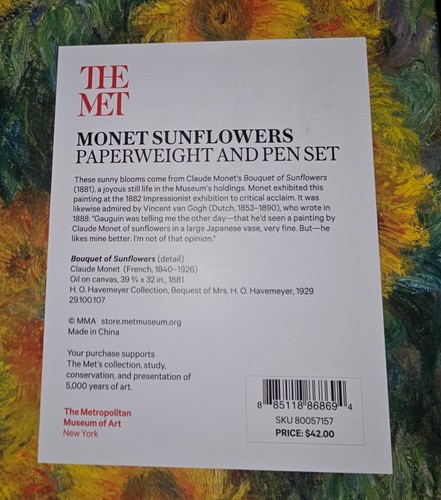 THE
MET
MONET SUNFLOWERS
PAPERWEIGHT AND PEN SET
These sunny blooms come from Claude Monet's Bouquet of Sunflowers
(1881), a joyous still life in the Museum's holdings. Monet exhibited this
painting at the 1882 Impressionist exhibition to critical acclaim. It was
likewise admired by Vincent van Gogh (Dutch, 1853–1890), who wrote in
1888: "Gauguin was telling me the other day—that he'd seen a painting by
Claude Monet of sunflowers in a large Japanese vase, very fine. But—he
likes mine better. I'm not of that opinion."
Bouquet of Sunflowers (detail)
Claude Monet (French, 1840–1926)
Oil on canvas, 39 ¾ x 32 in., 1881
H. O. Havemeyer Collection, Bequest of Mrs. H. O. Havemeyer, 1929
29.100.107
© MMA store.metmuseum.org
Made in China
Your purchase supports
The Met's collection, study,
conservation, and presentation of
5,000 years of art.
The Metropolitan
Museum of Art
New York
8 85118 86869 4
SKU 80057157
PRICE: $42.00